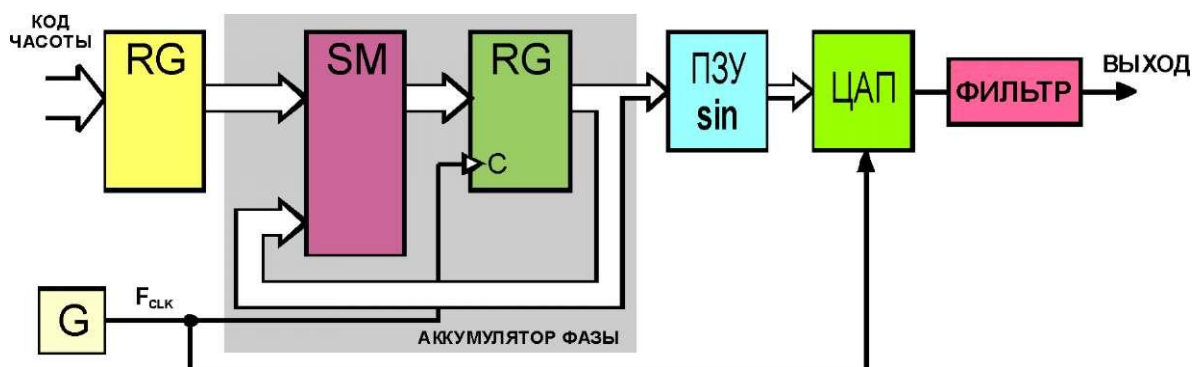 КОД
ЧАСОТЫ
RG
SM
RG
C
ПЗУ
sin
ЦАП
ФИЛЬТР
ВЫХОД
G
FCLK
АККУМУЛЯТОР ФАЗЫ